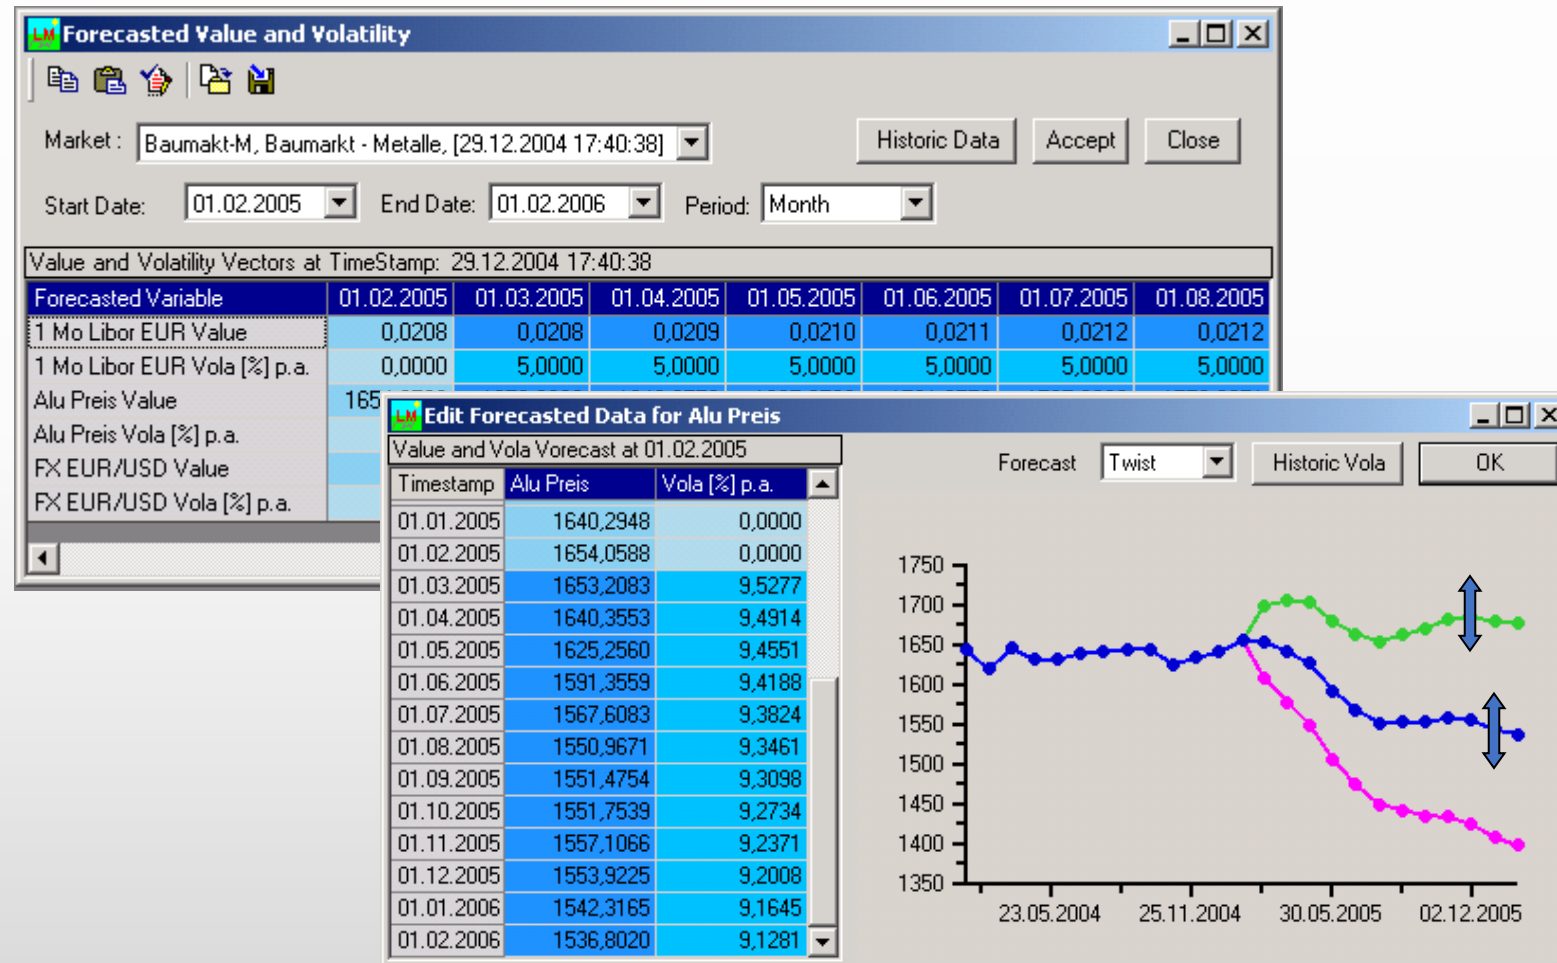 LM Forecasted Value and Volatility
Market : Baumakt-M, Baumarkt - Metalle, [29.12.2004 17:40:38] Historic Data Accept Close
Start Date: 01.02.2005 End Date: 01.02.2006 Period: Month
Value and Volatility Vectors at TimeStamp: 29.12.2004 17:40:38
Forecasted Variable 01.02.2005 01.03.2005 01.04.2005 01.05.2005 01.06.2005 01.07.2005 01.08.2005
1 Mo Libor EUR Value 0,0208 0,0208 0,0209 0,0210 0,0211 0,0212 0,0212
1 Mo Libor EUR Vola [%] p.a. 0,0000 5,0000 5,0000 5,0000 5,0000 5,0000 5,0000
Alu Preis Value 165
Alu Preis Vola [%] p.a.
FX EUR/USD Value
FX EUR/USD Vola [%] p.a.
LM Edit Forecasted Data for Alu Preis
Value and Vola Vorecast at 01.02.2005
Forecast Twist Historic Vola OK
Timestamp Alu Preis Vola [%] p.a.
01.01.2005 1640,2948 0,0000
01.02.2005 1654,0588 0,0000
01.03.2005 1653,2083 9,5277
01.04.2005 1640,3553 9,4914
01.05.2005 1625,2560 9,4551
01.06.2005 1591,3559 9,4188
01.07.2005 1567,6083 9,3824
01.08.2005 1550,9671 9,3461
01.09.2005 1551,4754 9,3098
01.10.2005 1551,7539 9,2734
01.11.2005 1557,1066 9,2371
01.12.2005 1553,9225 9,2008
01.01.2006 1542,3165 9,1645
01.02.2006 1536,8020 9,1281
1750
1700
1650
1600
1550
1500
1450
1400
1350
23.05.2004 25.11.2004 30.05.2005 02.12.2005